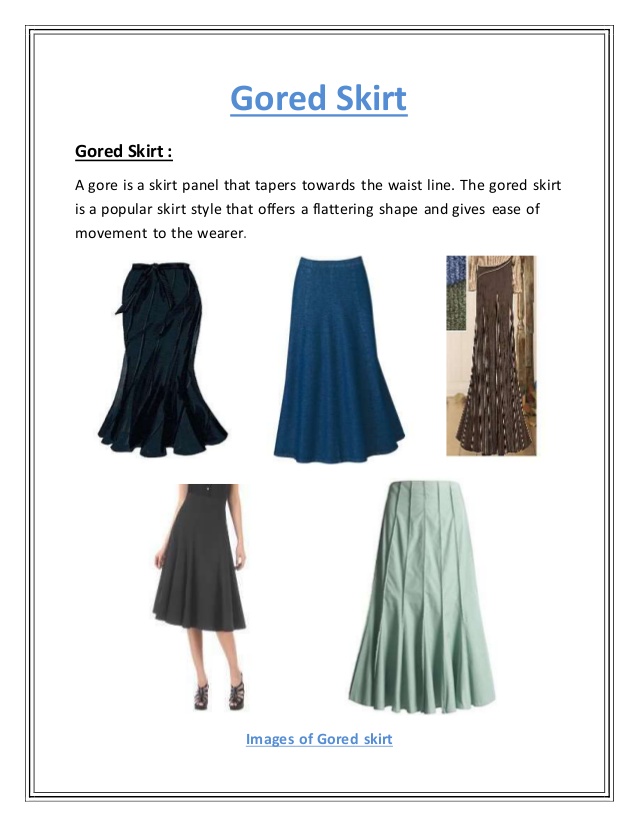 Gored Skirt
Gored Skirt :
A gore is a skirt panel that tapers towards the waist line. The gored skirt
is a popular skirt style that offers a flattering shape and gives ease of
movement to the wearer.
Images of Gored skirt